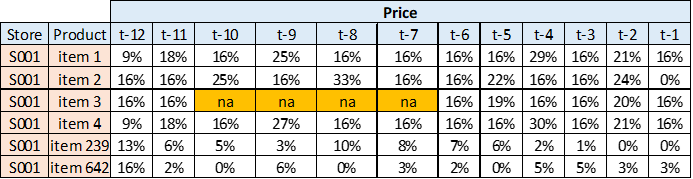 Price
Store Product t-12 t-11 t-10 t-9 t-8 t-7 t-6 t-5 t-4 t-3 t-2 t-1
S001 item 1 9% 18% 16% 25% 16% 16% 16% 16% 29% 16% 21% 16%
S001 item 2 16% 16% 25% 16% 33% 16% 16% 22% 16% 16% 24% 0%
S001 item 3 16% 16% na na na na 16% 19% 16% 16% 20% 16%
S001 item 4 9% 18% 16% 27% 16% 16% 16% 16% 30% 16% 21% 16%
S001 item 239 13% 6% 5% 3% 10% 8% 7% 6% 2% 1% 0% 0%
S001 item 642 16% 2% 0% 6% 0% 3% 2% 0% 5% 5% 3% 3%